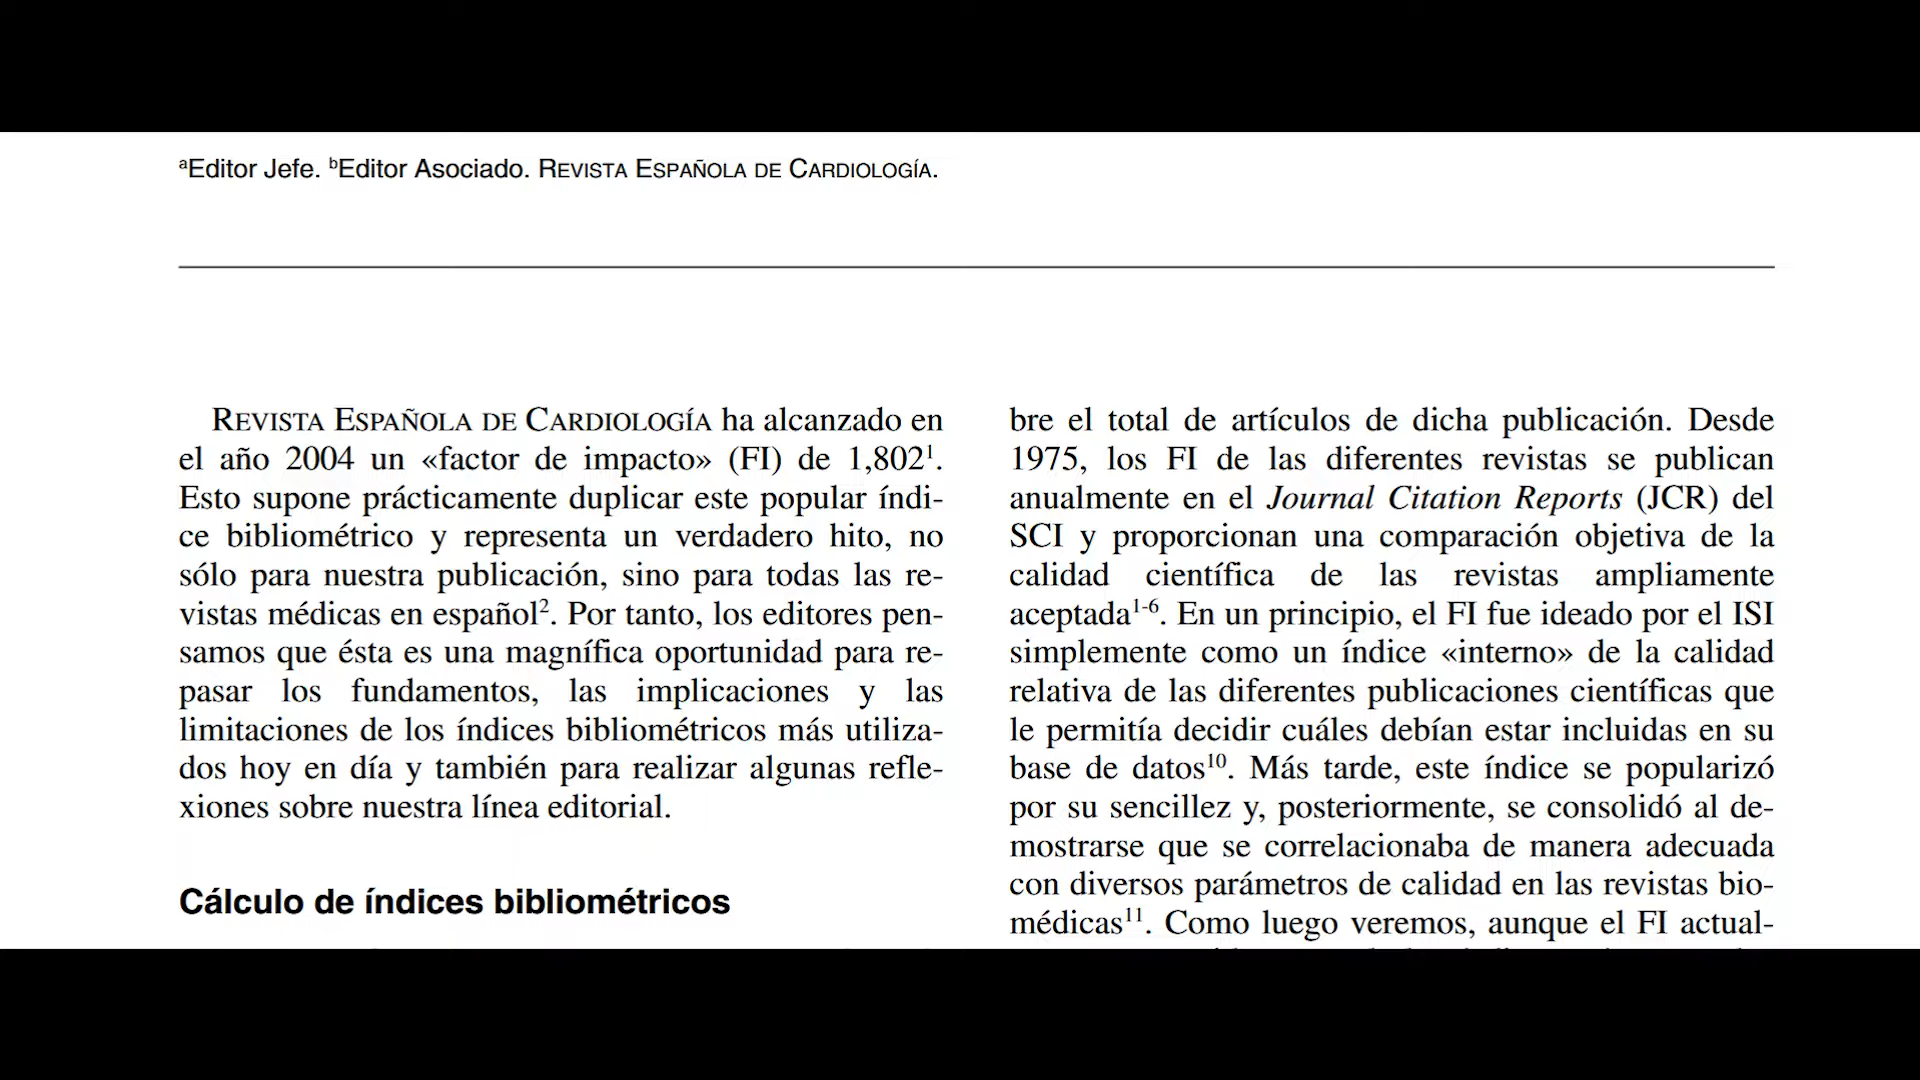 aEditor Jefe. bEditor Asociado. REVISTA ESPAÑOLA DE CARDIOLOGÍA.
REVISTA ESPAÑOLA DE CARDIOLOGÍA ha alcanzado en
el año 2004 un «factor de impacto» (FI) de 1,8021.
Esto supone prácticamente duplicar este popular índi-
ce bibliométrico y representa un verdadero hito, no
sólo para nuestra publicación, sino para todas las re-
vistas médicas en español2. Por tanto, los editores pen-
samos que ésta es una magnífica oportunidad para re-
pasar los fundamentos, las implicaciones y las
limitaciones de los índices bibliométricos más utiliza-
dos hoy en día y también para realizar algunas refle-
xiones sobre nuestra línea editorial.
Cálculo de índices bibliométricos
bre el total de artículos de dicha publicación. Desde
1975, los FI de las diferentes revistas se publican
anualmente en el Journal Citation Reports (JCR) del
SCI y proporcionan una comparación objetiva de la
calidad científica de las revistas ampliamente
aceptada1-6. En un principio, el FI fue ideado por el ISI
simplemente como un índice «interno» de la calidad
relativa de las diferentes publicaciones científicas que
le permitía decidir cuáles debían estar incluidas en su
base de datos10. Más tarde, este índice se popularizó
por su sencillez y, posteriormente, se consolidó al de-
mostrarse que se correlacionaba de manera adecuada
con diversos parámetros de calidad en las revistas bio-
médicas11. Como luego veremos, aunque el FI actual-